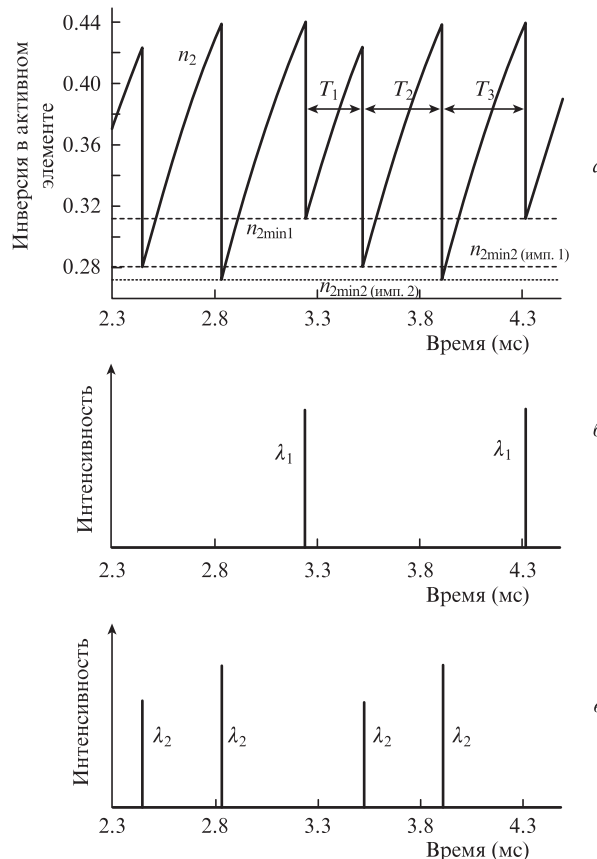 Инверсия в активном
элементе
0.44
0.40
0.36
0.32
0.28
n2
T1 T2 T3
n2min1
n2min2 (имп. 1)
n2min2 (имп. 2)
2.3 2.8 3.3 3.8 4.3
Время (мс)
Интенсивность
λ1 λ1
2.3 2.8 3.3 3.8 4.3
Время (мс)
Интенсивность
λ2 λ2 λ2 λ2
2.3 2.8 3.3 3.8 4.3
Время (мс)